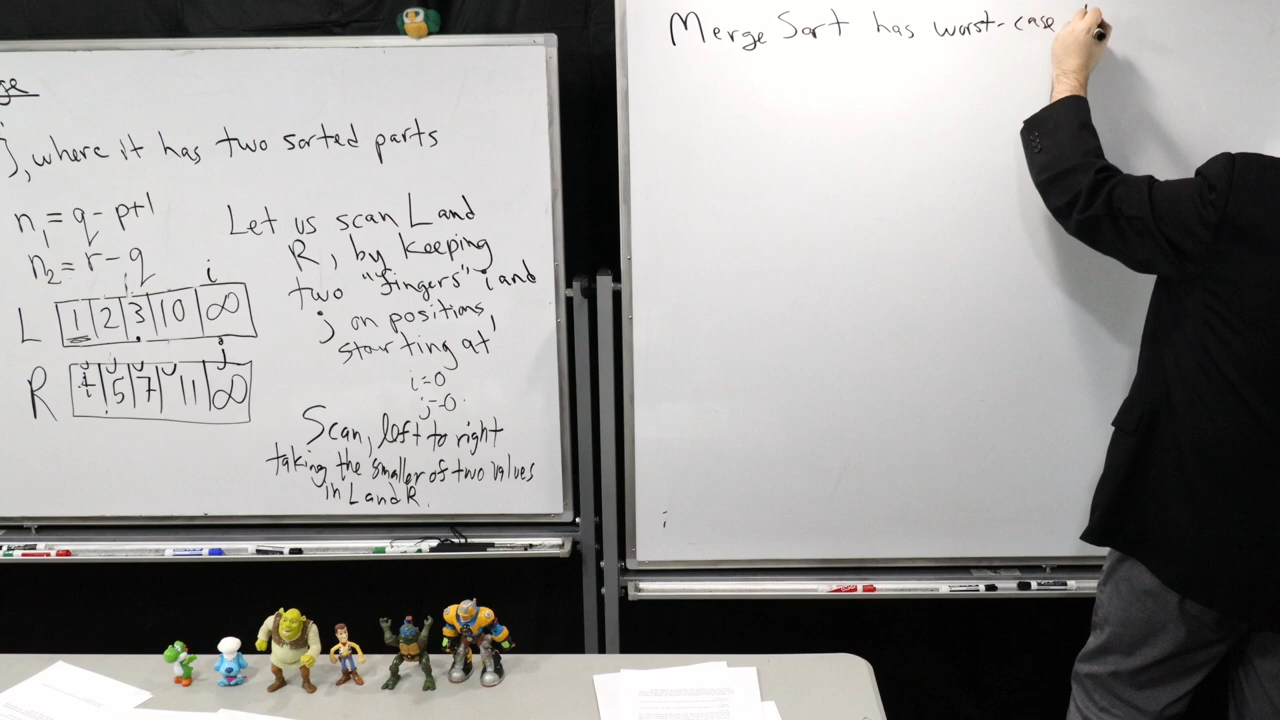 ge
j, where it has two sorted parts
n₁ = q - p+1
n₂ = r - q
i
L 1 2 3 10 ∞
j
R 4 5 7 11 ∞
Let us scan L and
R, by keeping
two "fingers" i and
j on positions,
starting at
i=0
j=0.
Scan, left to right
taking the smaller of two values
in L and R.
Merge Sort has worst-case